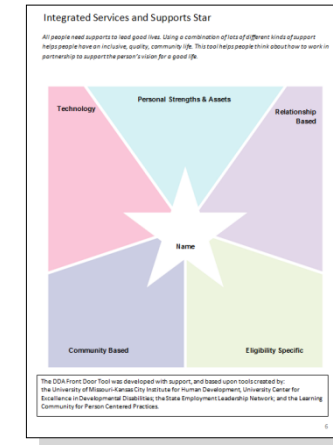 Integrated Services and Supports Star
All people need supports to lead good lives. Using a combination of lots of different kinds of support
helps people have an inclusive, quality, community life. This tool helps people think about how to work in
partnership to support the person's vision for a good life.
Technology
Personal Strengths & Assets
Relationship
Based
Name
Community Based
Eligibility Specific
The DDA Front Door Tool was developed with support, and based upon tools created by:
the University of Missouri-Kansas City Institute for Human Development, University Center for
Excellence in Developmental Disabilities; the State Employment Leadership Network; and the Learning
Community for Person Centered Practices.
6